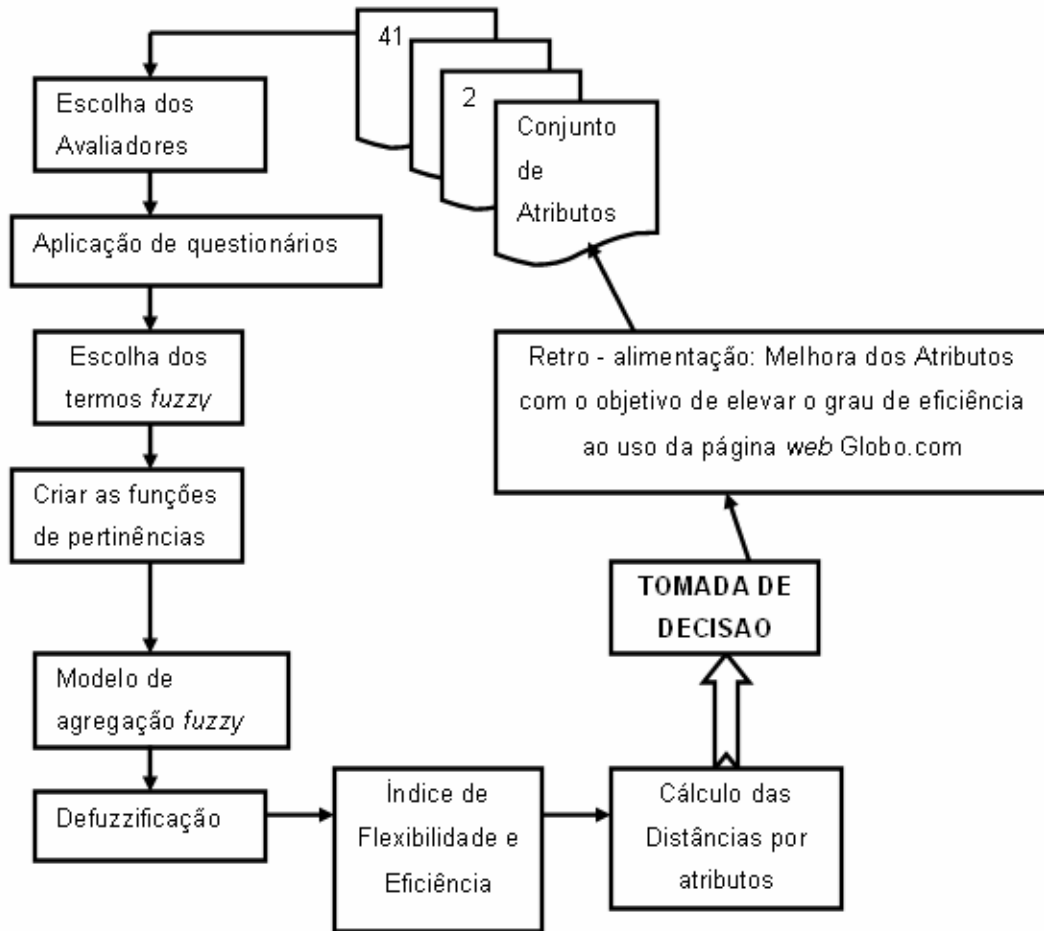 41
2
Conjunto
de
Atributos
Escolha dos
Avaliadores
Aplicação de questionários
Escolha dos
termos fuzzy
Criar as funções
de pertinências
Modelo de
agregação fuzzy
Defuzzificação
Índice de
Flexibilidade e
Eficiência
Cálculo das
Distâncias por
atributos
TOMADA DE
DECISAO
Retro - alimentação: Melhora dos Atributos
com o objetivo de elevar o grau de eficiência
ao uso da página web Globo.com